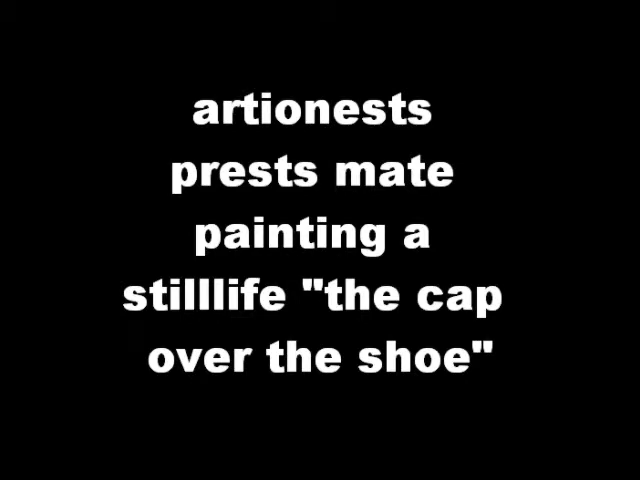 artionests
prests mate
painting a
stilllife "the cap
over the shoe"